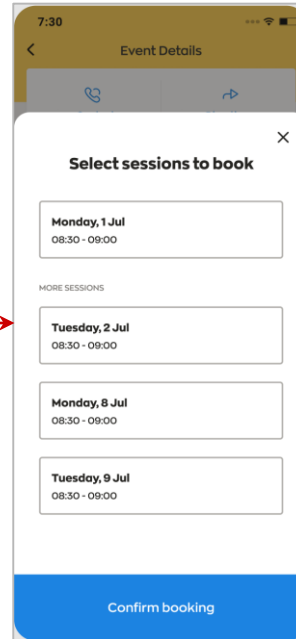 7:30
Event Details
Select sessions to book
Monday, 1 Jul
08:30 - 09:00
MORE SESSIONS
Tuesday, 2 Jul
08:30 - 09:00
Monday, 8 Jul
08:30 - 09:00
Tuesday, 9 Jul
08:30 - 09:00
Confirm booking